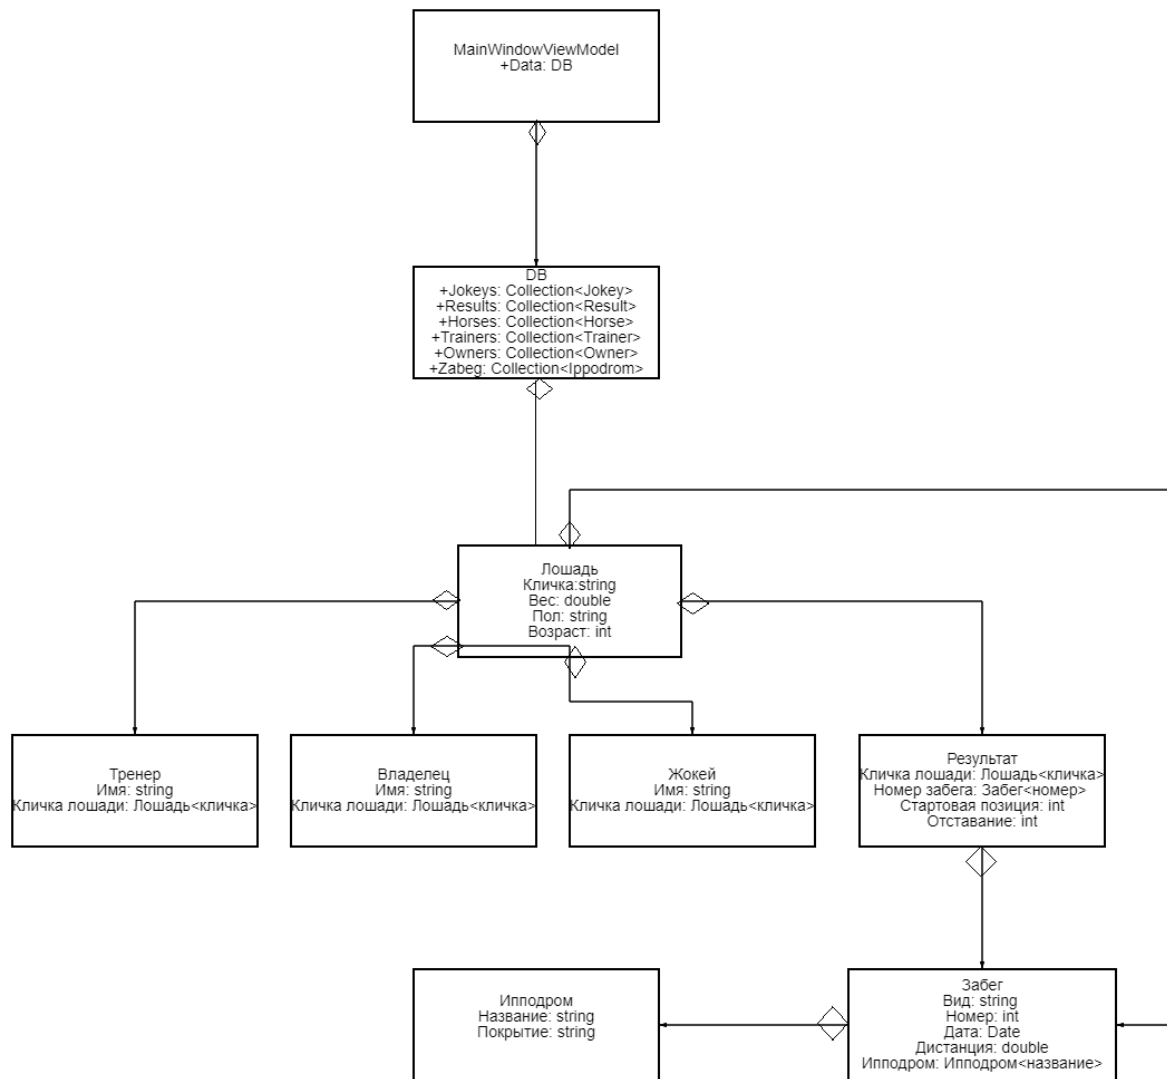 MainWindowViewModel
+Data: DB
DB
+Jokeys: Collection<Jokey>
+Results: Collection<Result>
+Horses: Collection<Horse>
+Trainers: Collection<Trainer>
+Owners: Collection<Owner>
+Zabeg: Collection<Ippodrom>
Лошадь
Кличка:string
Вес: double
Пол: string
Возраст: int
Тренер
Имя: string
Кличка лошади: Лошадь<кличка>
Владелец
Имя: string
Кличка лошади: Лошадь<кличка>
Жокей
Имя: string
Кличка лошади: Лошадь<кличка>
Результат
Кличка лошади: Лошадь<кличка>
Номер забега: Забег<номер>
Стартовая позиция: int
Отставание: int
Ипподром
Название: string
Покрытие: string
Забег
Вид: string
Номер: int
Дата: Date
Дистанция: double
Ипподром: Ипподром<название>